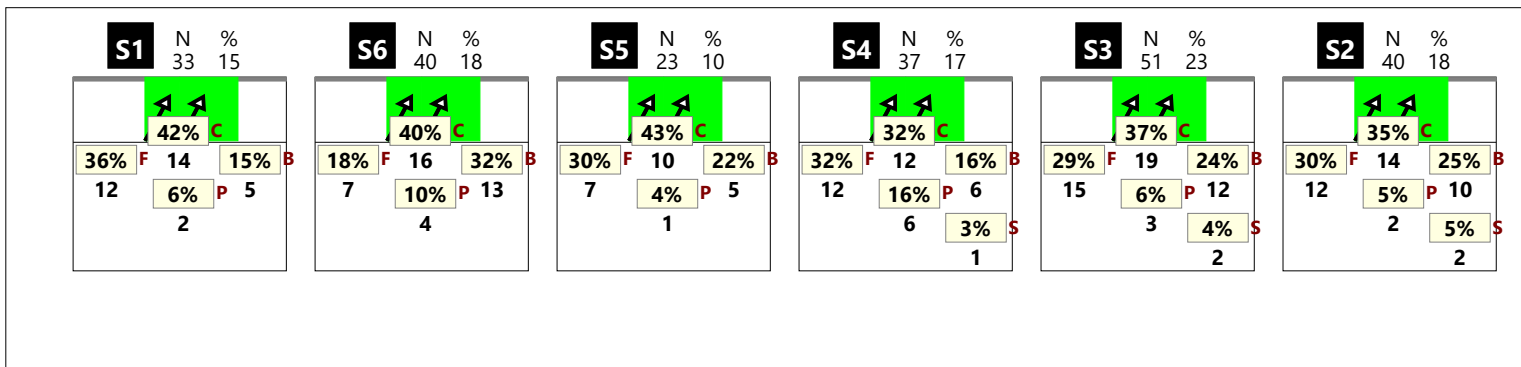 S1 N % S6 N % S5 N % S4 N % S3 N % S2 N %
33 15 40 18 23 10 37 17 51 23 40 18
42% C 40% C 43% C 32% C 37% C 35% C
36% F 14 15% B 18% F 16 32% B 30% F 10 22% B 32% F 12 16% B 29% F 19 24% B 30% F 14 25% B
12 6% P 5 7 10% P 13 7 4% P 5 12 16% P 6 15 6% P 12 12 5% P 10
2 4 1 6 3% S 3 4% S 2 5% S
1 2 2